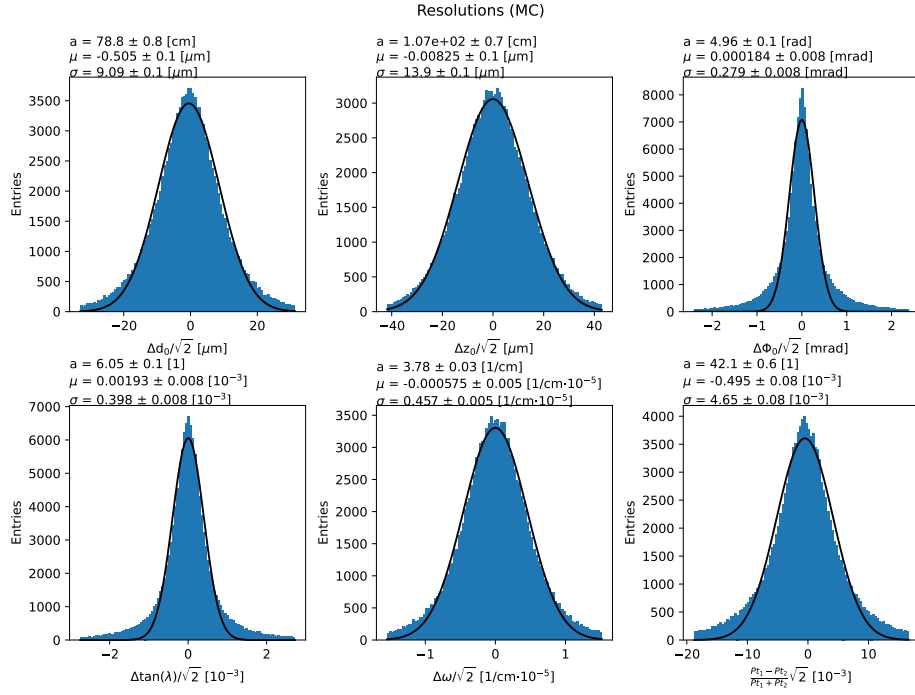 Resolutions (MC)
a = 78.8 ± 0.8 [cm]
μ = -0.505 ± 0.1 [μm]
σ = 9.09 ± 0.1 [μm]
Entries
3500
3000
2500
2000
1500
1000
500
0
−20
0
20
Δd₀/√2 [μm]
a = 1.07e+02 ± 0.7 [cm]
μ = -0.00825 ± 0.1 [μm]
σ = 13.9 ± 0.1 [μm]
Entries
3000
2500
2000
1500
1000
500
0
−40
−20
0
20
40
Δz₀/√2 [μm]
a = 4.96 ± 0.1 [rad]
μ = 0.000184 ± 0.008 [mrad]
σ = 0.279 ± 0.008 [mrad]
Entries
8000
7000
6000
5000
4000
3000
2000
1000
0
−2
−1
0
1
2
ΔΦ₀/√2 [mrad]
a = 6.05 ± 0.1 [1]
μ = 0.00193 ± 0.008 [10⁻³]
σ = 0.398 ± 0.008 [10⁻³]
Entries
7000
6000
5000
4000
3000
2000
1000
0
−2
0
2
Δtan(λ)/√2 [10⁻³]
a = 3.78 ± 0.03 [1/cm]
μ = -0.000575 ± 0.005 [1/cm·10⁻⁵]
σ = 0.457 ± 0.005 [1/cm·10⁻⁵]
Entries
3500
3000
2500
2000
1500
1000
500
0
−1
0
1
Δω/√2 [1/cm·10⁻⁵]
a = 42.1 ± 0.6 [1]
μ = -0.495 ± 0.08 [10⁻³]
σ = 4.65 ± 0.08 [10⁻³]
Entries
4000
3500
3000
2500
2000
1500
1000
500
0
−20
−10
0
10
Pt₁−Pt₂
Pt₁+Pt₂ √2 [10⁻³]